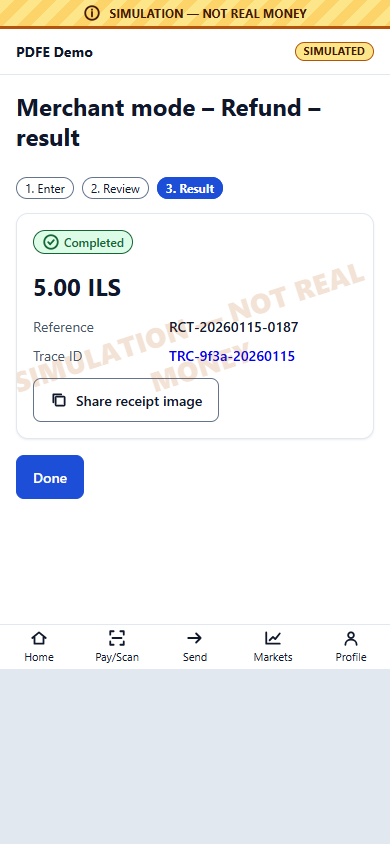 SIMULATION — NOT REAL MONEY
PDFE Demo
SIMULATED
Merchant mode – Refund –
result
1. Enter
2. Review
3. Result
Completed
5.00 ILS
Reference RCT-20260115-0187
Trace ID TRC-9f3a-20260115
SIMULATION — NOT REAL
MONEY
Share receipt image
Done
Home
Pay/Scan
Send
Markets
Profile